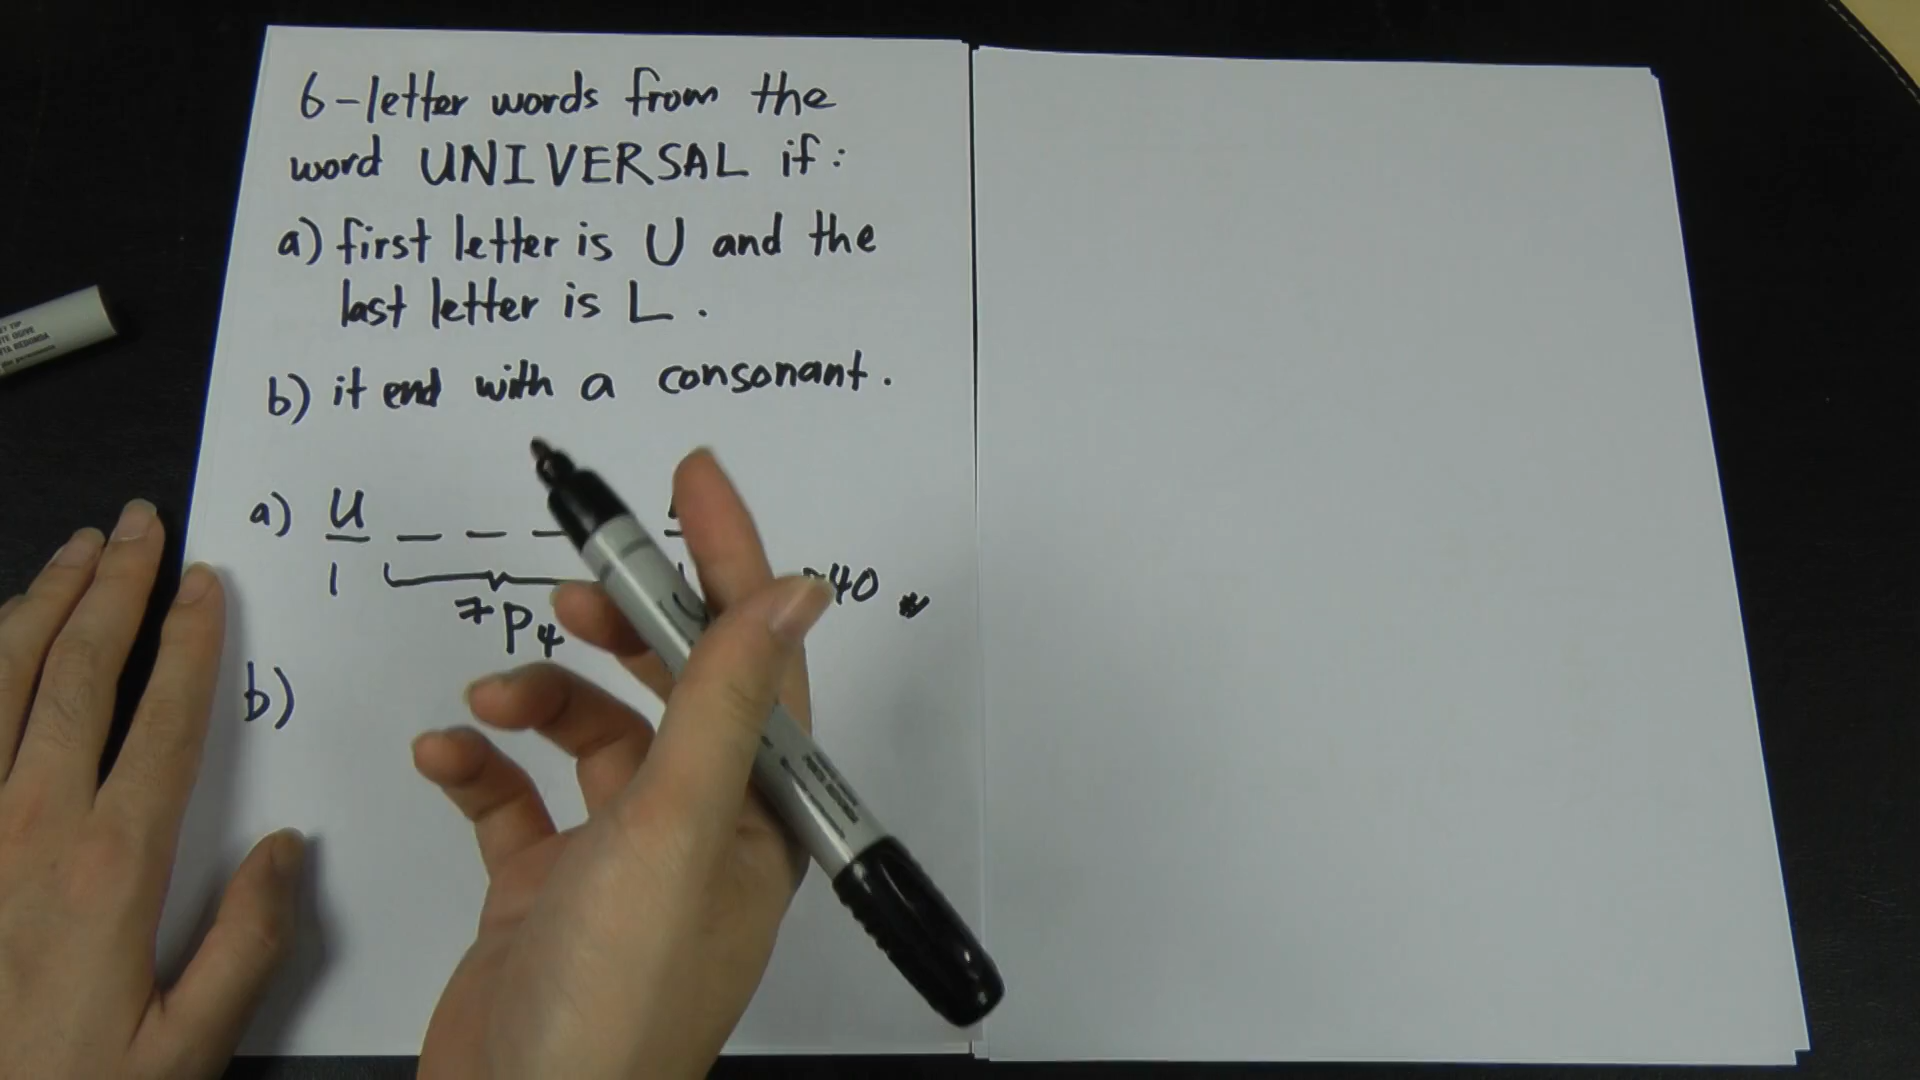 6-letter words from the
word UNIVERSAL if:
a) first letter is U and the
last letter is L.
b) it end with a consonant.
a) U _ _ _
1
40
7P4
b)